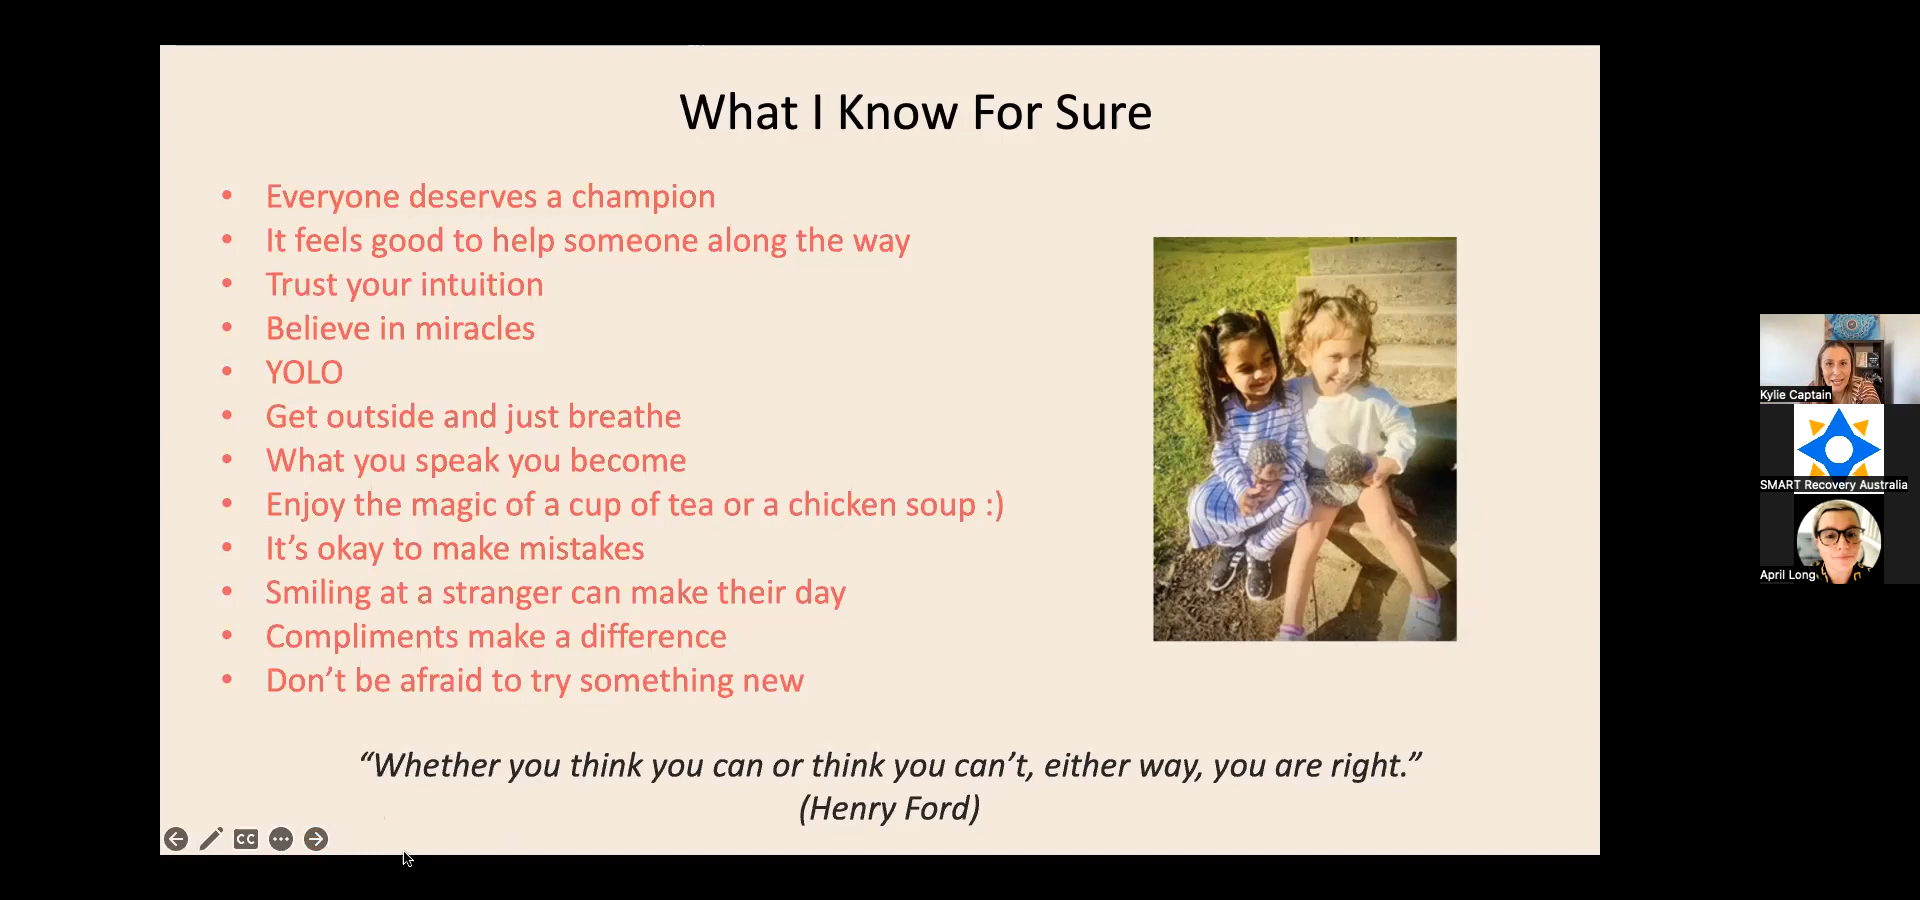 What I Know For Sure
• Everyone deserves a champion
• It feels good to help someone along the way
• Trust your intuition
• Believe in miracles
• YOLO
• Get outside and just breathe
• What you speak you become
• Enjoy the magic of a cup of tea or a chicken soup :)
• It’s okay to make mistakes
• Smiling at a stranger can make their day
• Compliments make a difference
• Don’t be afraid to try something new
“Whether you think you can or think you can’t, either way, you are right.”
(Henry Ford)
CC
Kylie Captain
SMART Recovery Australia
April Long